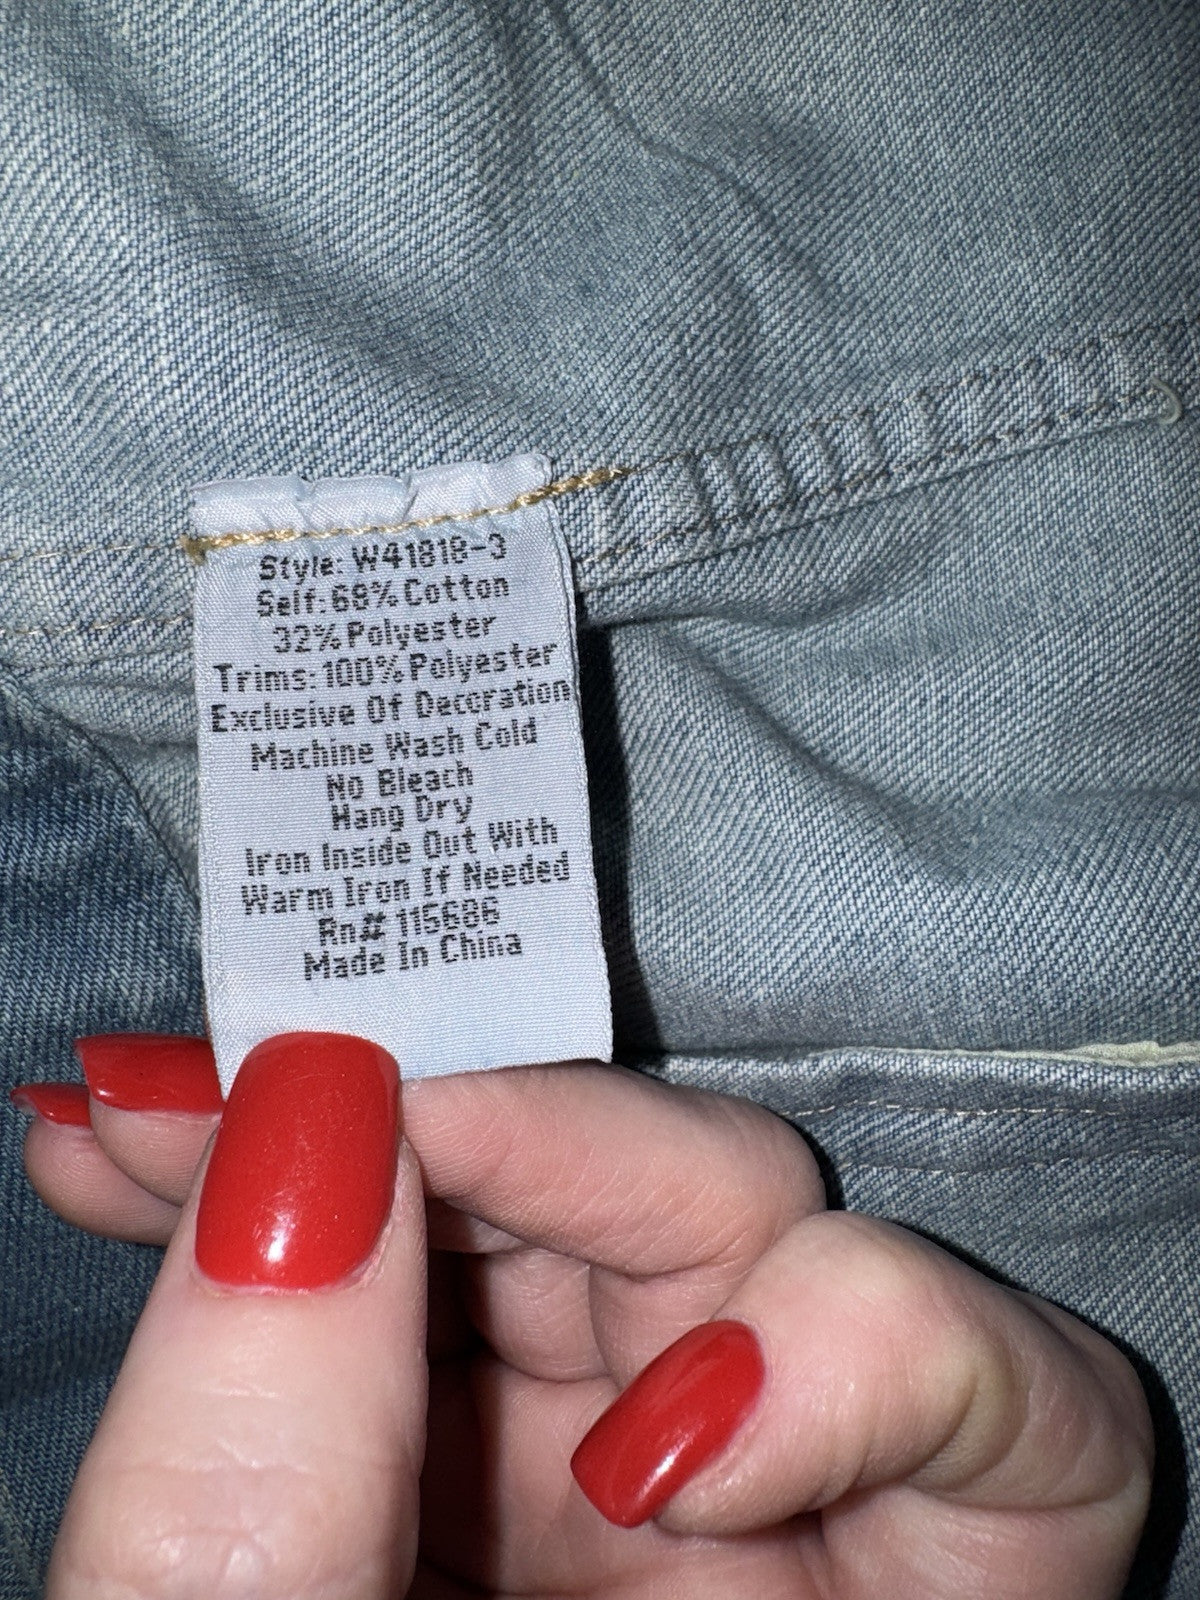 Style: W41818-3
Self: 68% Cotton
32% Polyester
Trims: 100% Polyester
Exclusive Of Decoration
Machine Wash Cold
No Bleach
Hang Dry
Iron Inside Out With
Warm Iron If Needed
Rn# 115686
Made In China